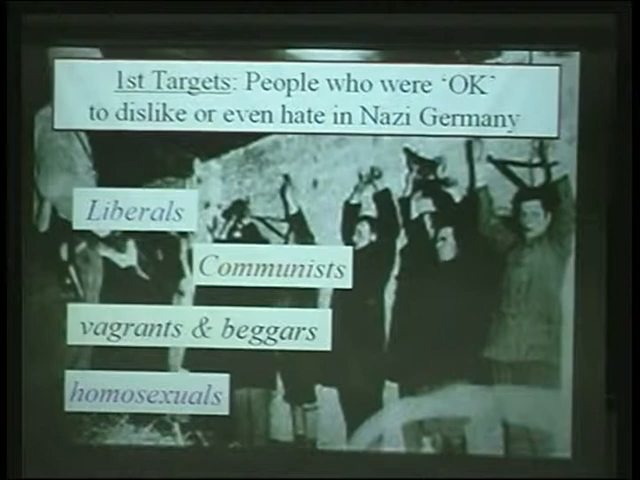 1st Targets: People who were ‘OK’
to dislike or even hate in Nazi Germany
Liberals
Communists
vagrants & beggars
homosexuals